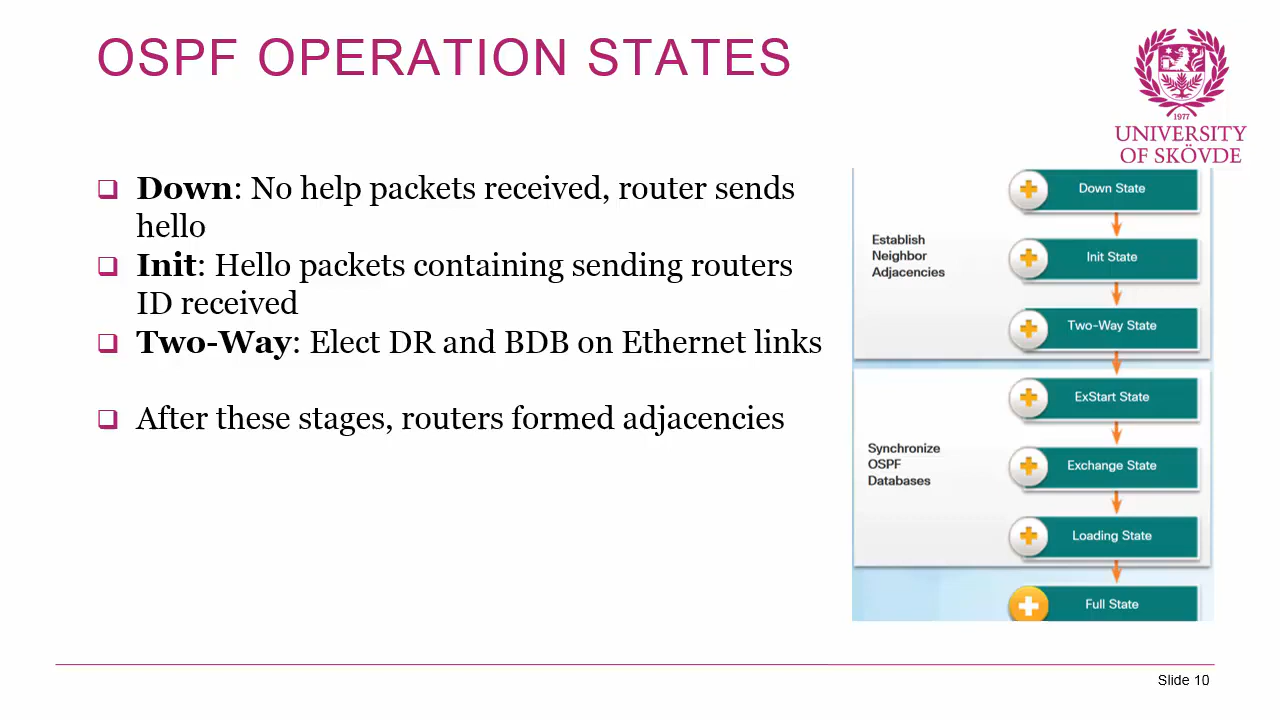 OSPF OPERATION STATES
1977
UNIVERSITY
OF SKÖVDE
Down: No help packets received, router sends
hello
Init: Hello packets containing sending routers
ID received
Two-Way: Elect DR and BDB on Ethernet links
After these stages, routers formed adjacencies
Establish
Neighbor
Adjacencies
Down State
Init State
Two-Way State
Synchronize
OSPF
Databases
ExStart State
Exchange State
Loading State
Full State
Slide 10